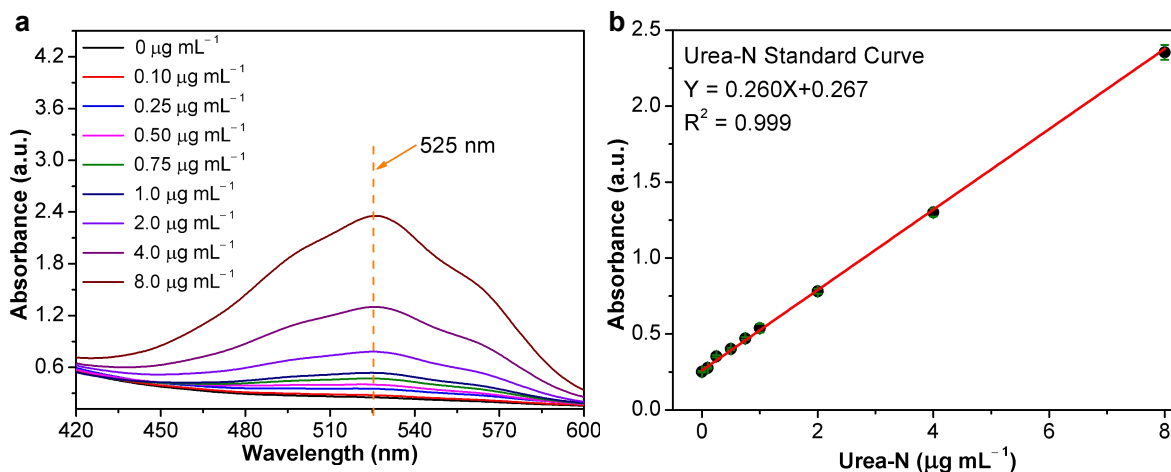 a
4.2
3.6
3.0
2.4
1.8
1.2
0.6
Absorbance (a.u.)
0 μg mL⁻¹
0.10 μg mL⁻¹
0.25 μg mL⁻¹
0.50 μg mL⁻¹
0.75 μg mL⁻¹
1.0 μg mL⁻¹
2.0 μg mL⁻¹
4.0 μg mL⁻¹
8.0 μg mL⁻¹
525 nm
420 450 480 510 540 570 600
Wavelength (nm)
b
2.5
2.0
1.5
1.0
0.5
0.0
Absorbance (a.u.)
Urea-N Standard Curve
Y = 0.260X+0.267
R² = 0.999
0 2 4 6 8
Urea-N (μg mL⁻¹)